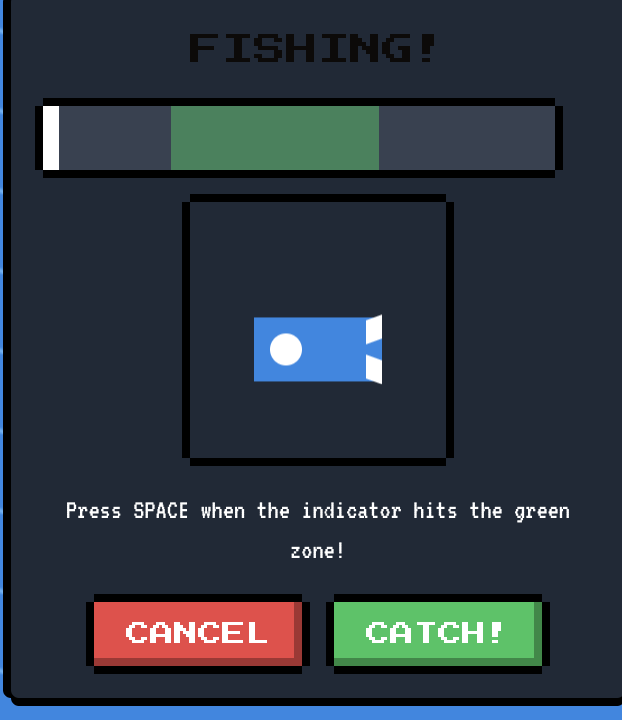 FISHING!
Press SPACE when the indicator hits the green
zone!
CANCEL
CATCH!